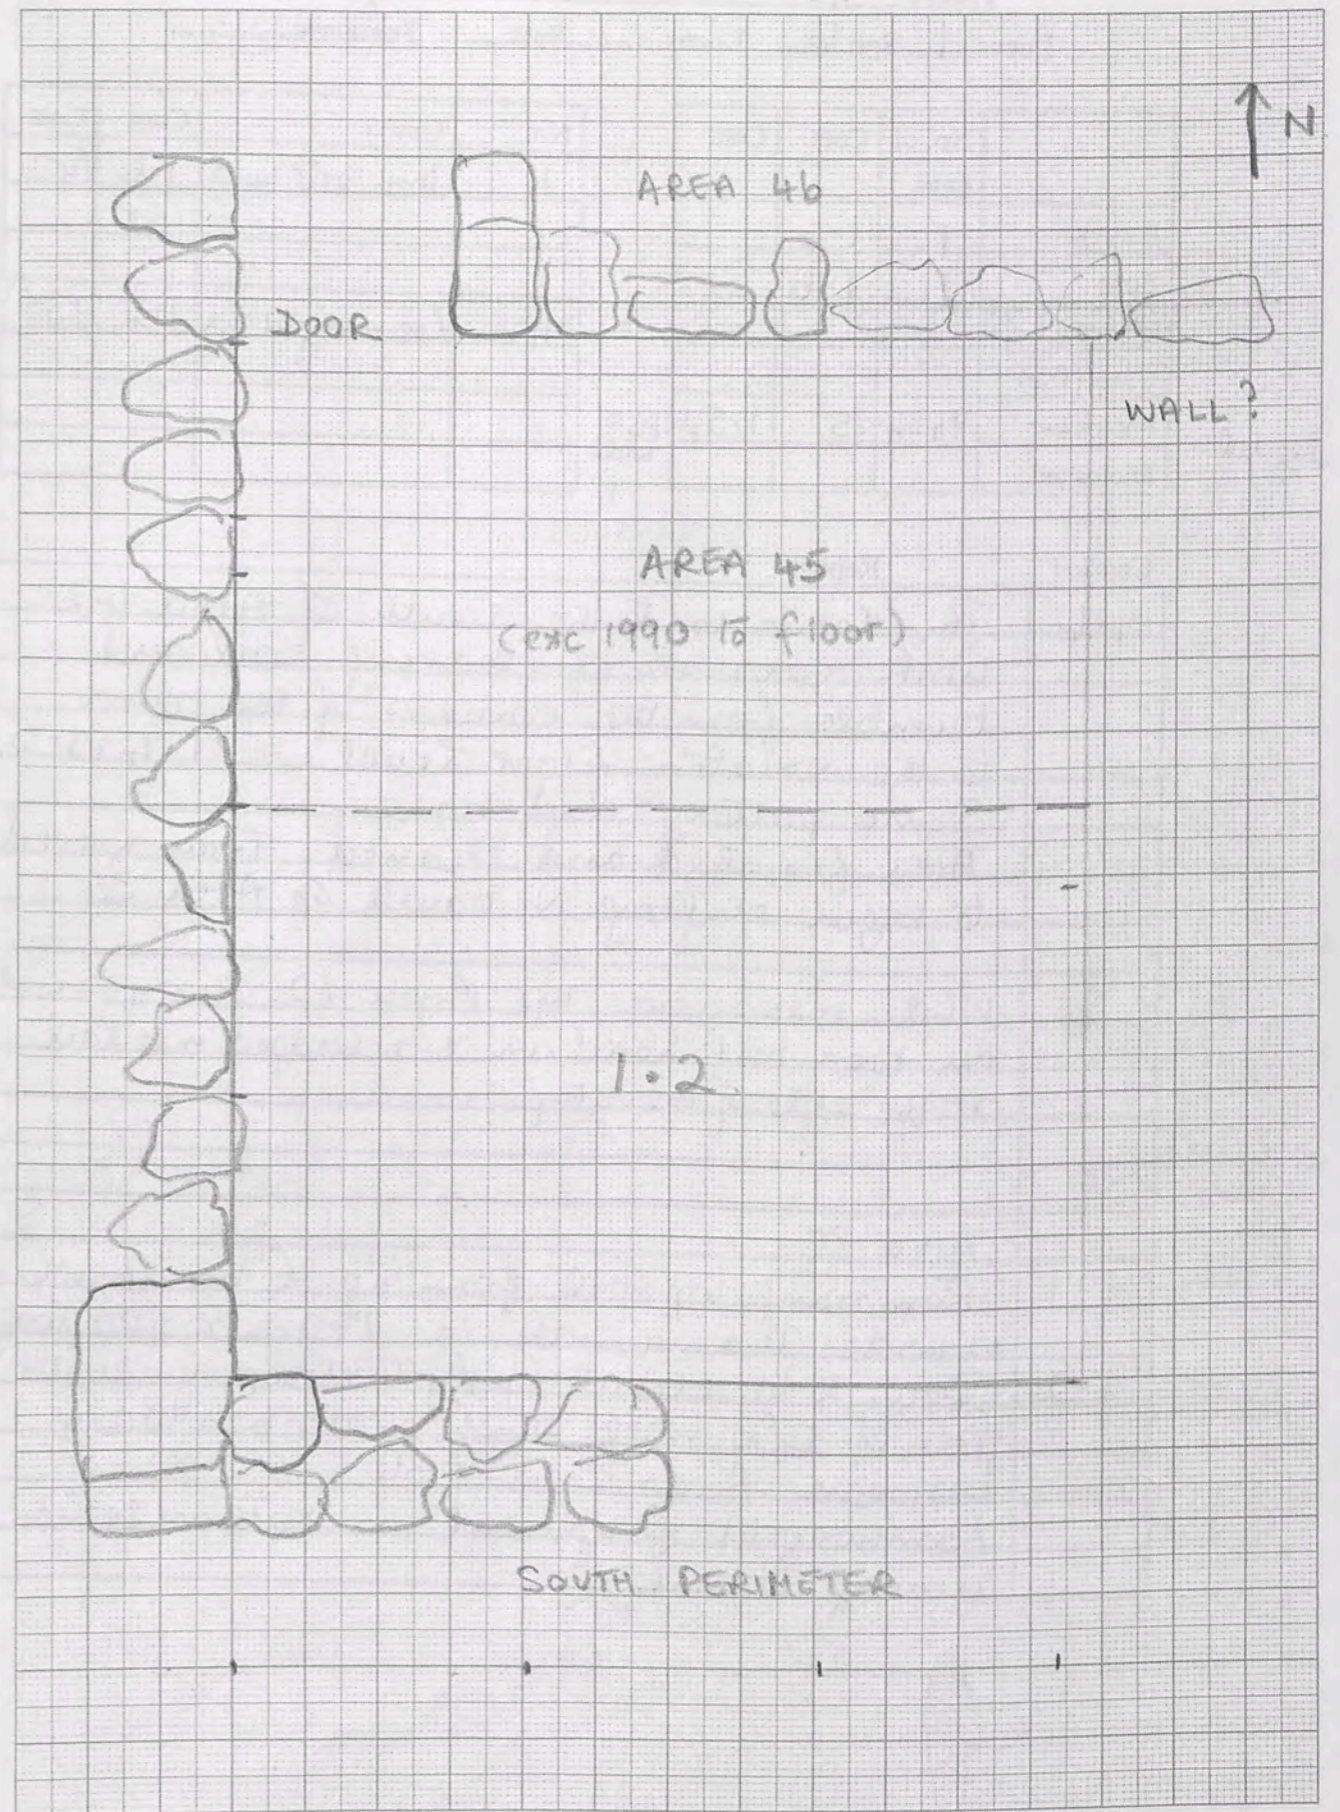 N
AREA 46
DOOR
WALL?
AREA 45
(exc 1990 to floor)
1.2
SOUTH PERIMETER